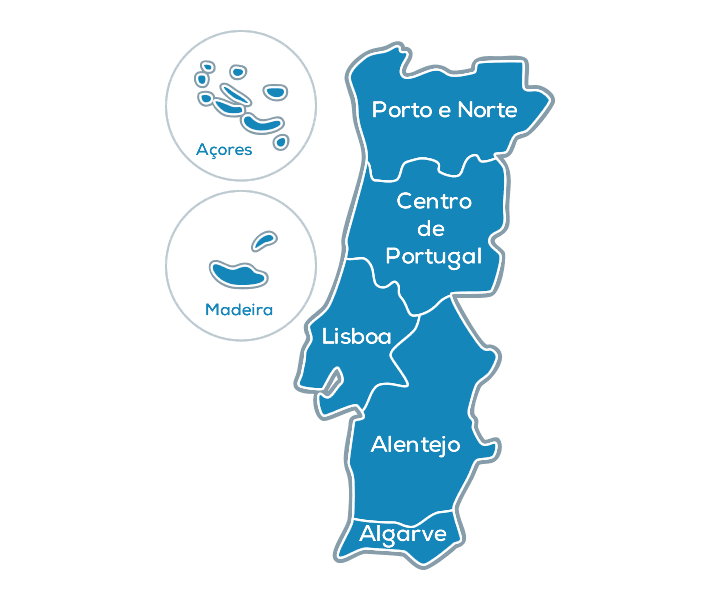 Açores
Madeira
Porto e Norte
Centro
de
Portugal
Lisboa
Alentejo
Algarve